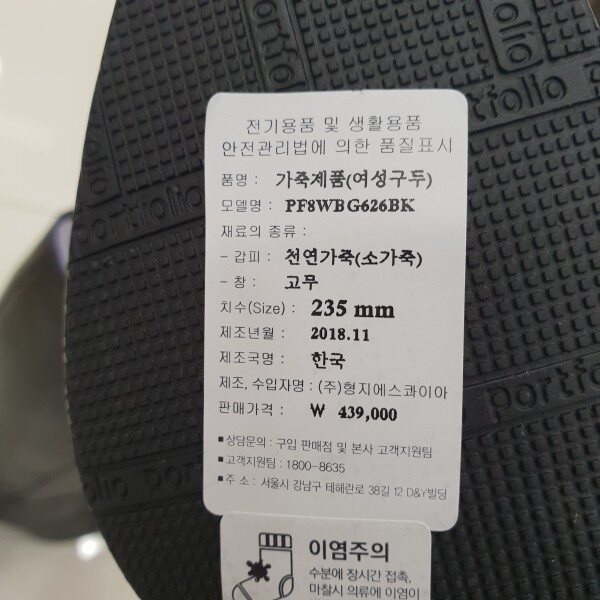 portfolio
portfolio
전기용품 및 생활용품
안전관리법에 의한 품질표시
품명 : 가죽제품(여성구두)
모델명 : PF8WBG626BK
재료의 종류 :
- 갑피 : 천연가죽(소가죽)
- 창 : 고무
치수(Size) : 235 mm
제조년월 : 2018.11
제조국명 : 한국
제조, 수입자명 : (주)형지에스콰이아
판매가격 : ₩ 439,000
■상담문의 : 구입 판매점 및 본사 고객지원팀
■고객지원팀 : 1800-8635
■주 소 : 서울시 강남구 테헤란로 38길 12 D&Y빌딩
portfolio
portfolio
이염주의
수분에 장시간 접촉,
마찰시 의류에 이염이